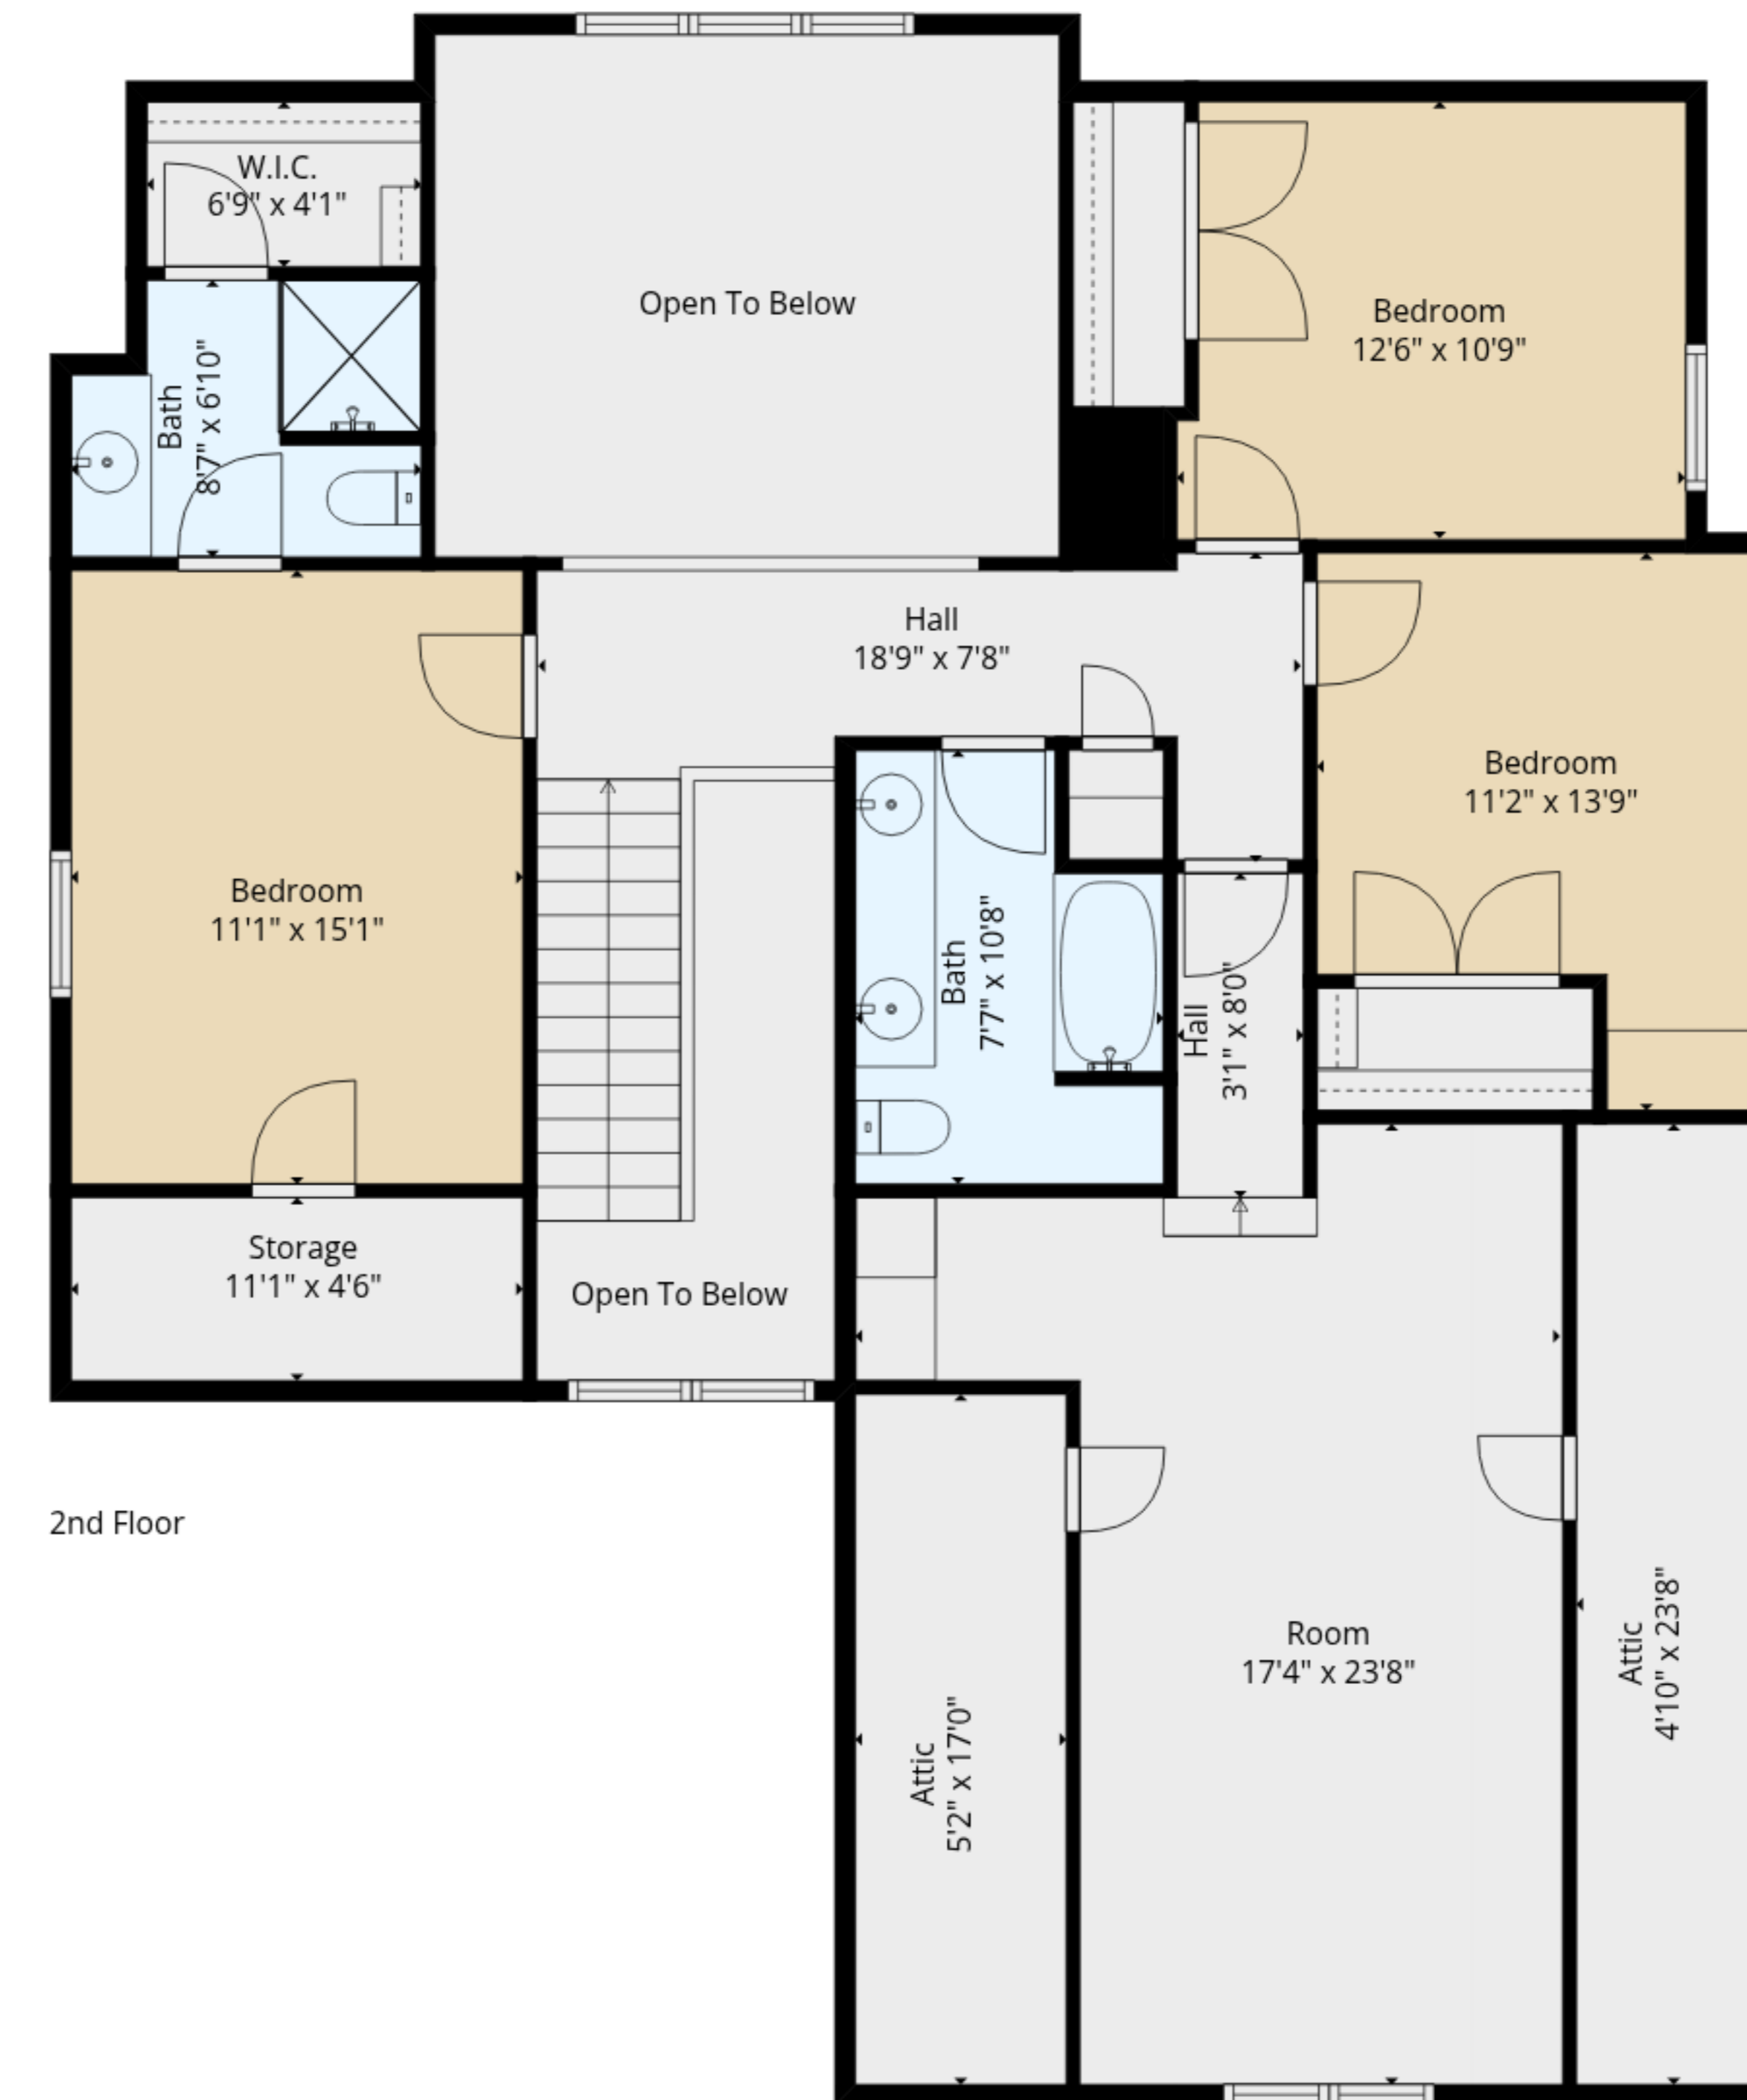 W.I.C.
6'9" x 4'1"
Open To Below
Bedroom
12'6" x 10'9"
Bath
8'7" x 6'10"
Hall
18'9" x 7'8"
Bedroom
11'2" x 13'9"
Bedroom
11'1" x 15'1"
Bath
7'7" x 10'8"
Hall
3'1" x 8'0"
Storage
11'1" x 4'6"
Open To Below
2nd Floor
Room
17'4" x 23'8"
Attic
4'10" x 23'8"
Attic
5'2" x 17'0"